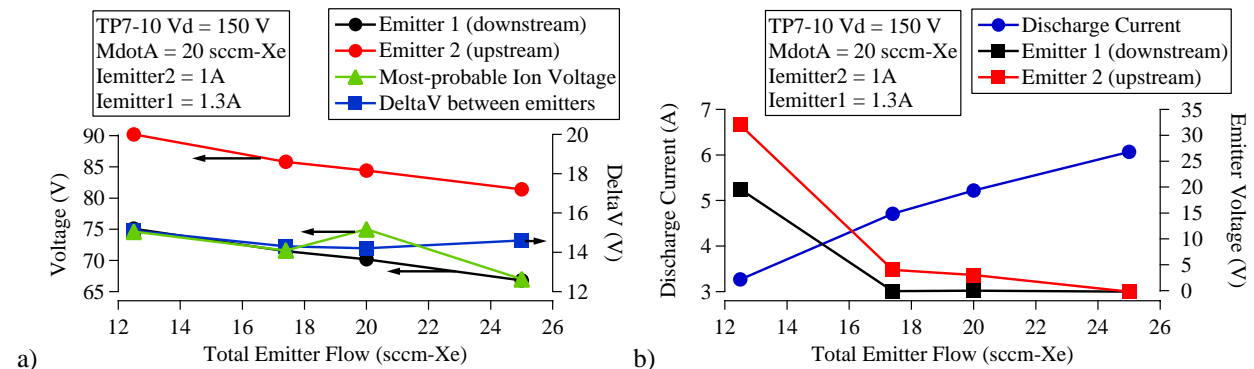 TP7-10 Vd = 150 V
MdotA = 20 sccm-Xe
Iemitter2 = 1A
Iemitter1 = 1.3A
Emitter 1 (downstream)
Emitter 2 (upstream)
Most-probable Ion Voltage
DeltaV between emitters
90
85
80
75
70
65
Voltage (V)
20
18
16
14
12
DeltaV (V)
12 14 16 18 20 22 24 26
Total Emitter Flow (sccm-Xe)
a)
TP7-10 Vd = 150 V
MdotA = 20 sccm-Xe
Iemitter2 = 1A
Iemitter1 = 1.3A
Discharge Current
Emitter 1 (downstream)
Emitter 2 (upstream)
7
6
5
4
3
Discharge Current (A)
35
30
25
20
15
10
5
0
Emitter Voltage (V)
12 14 16 18 20 22 24 26
Total Emitter Flow (sccm-Xe)
b)